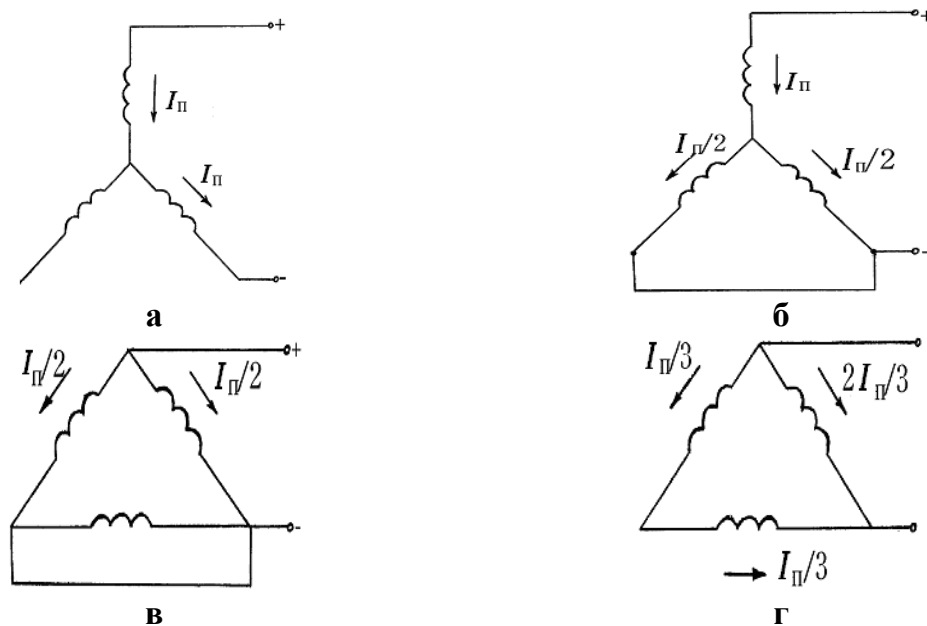 +
I_П
I_П
-
а
+
I_П
I_П/2
I_П/2
-
б
+
I_П/2
I_П/2
-
в
I_П/3
2I_П/3
I_П/3
г